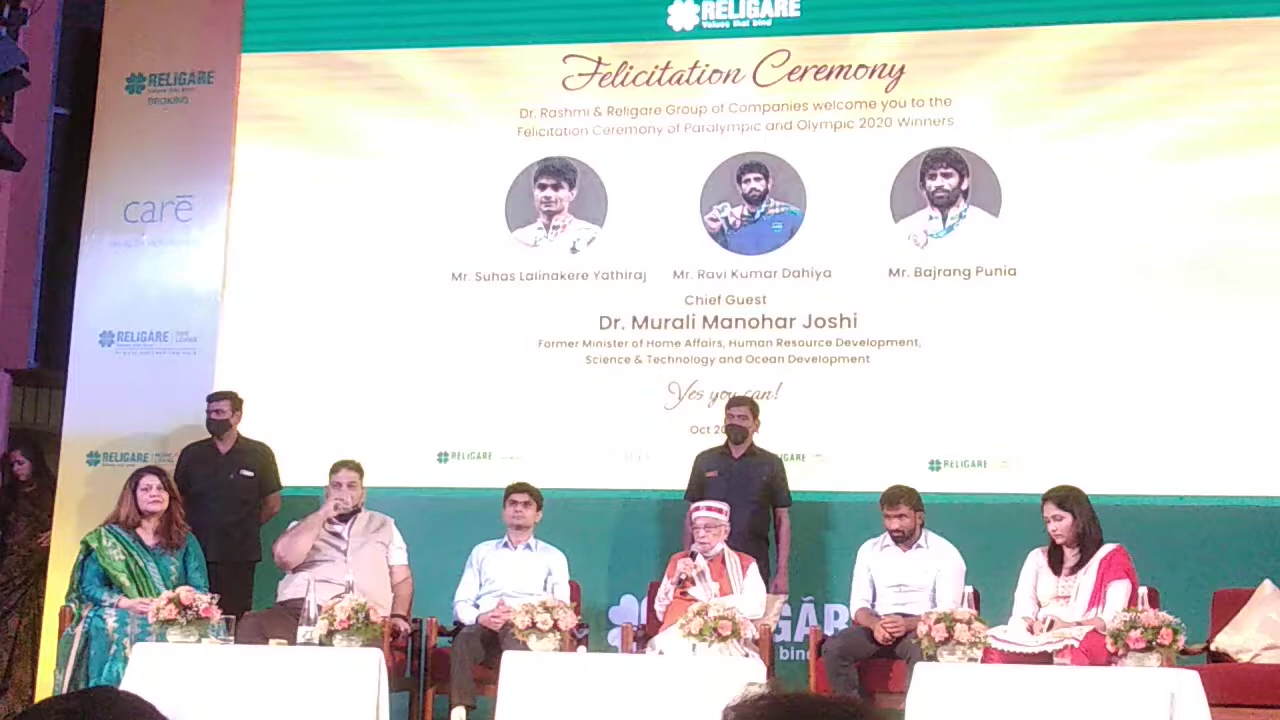 RELIGARE
Values that bind
RELIGARE
BROKING
Felicitation Ceremony
Dr. Rashmi & Religare Group of Companies welcome you to the
Felicitation Ceremony of Paralympic and Olympic 2020 Winners
carē
Mr. Suhas Lalinakere Yathiraj
Mr. Ravi Kumar Dahiya
Mr. Bajrang Punia
Chief Guest
Dr. Murali Manohar Joshi
RELIGARE
Former Minister of Home Affairs, Human Resource Development,
Science & Technology and Ocean Development
Yes you can!
Oct
RELIGARE
RELIGARE
RELIGARE
RELIGARE
bind